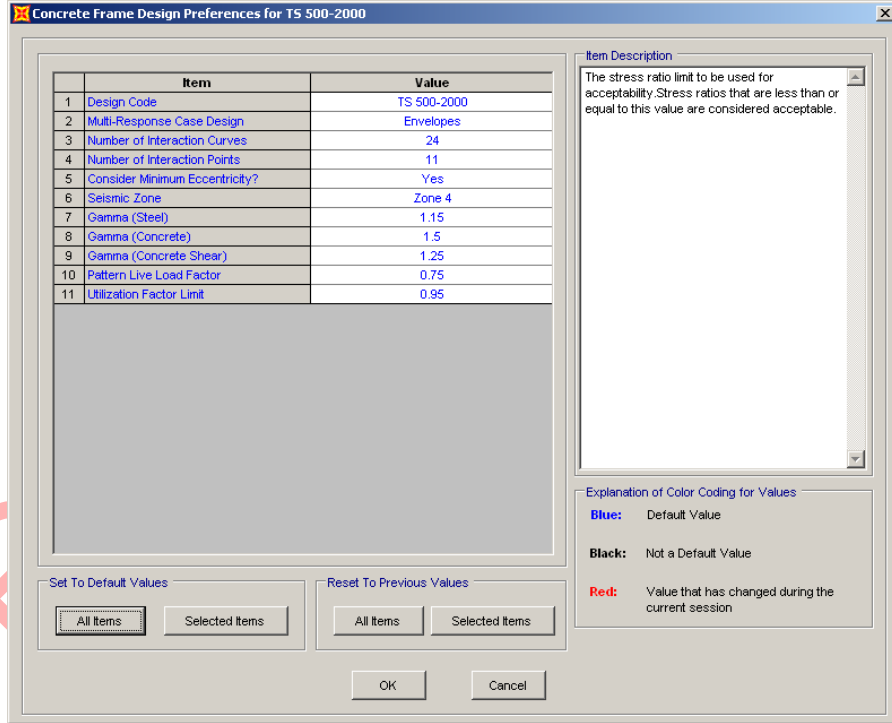 Concrete Frame Design Preferences for TS 500-2000
Item Value
1 Design Code TS 500-2000
2 Multi-Response Case Design Envelopes
3 Number of Interaction Curves 24
4 Number of Interaction Points 11
5 Consider Minimum Eccentricity? Yes
6 Seismic Zone Zone 4
7 Gamma (Steel) 1.15
8 Gamma (Concrete) 1.5
9 Gamma (Concrete Shear) 1.25
10 Pattern Live Load Factor 0.75
11 Utilization Factor Limit 0.95
Item Description
The stress ratio limit to be used for
acceptability.Stress ratios that are less than or
equal to this value are considered acceptable.
Explanation of Color Coding for Values
Blue: Default Value
Black: Not a Default Value
Red: Value that has changed during the
current session
Set To Default Values
All Items Selected Items
Reset To Previous Values
All Items Selected Items
OK Cancel